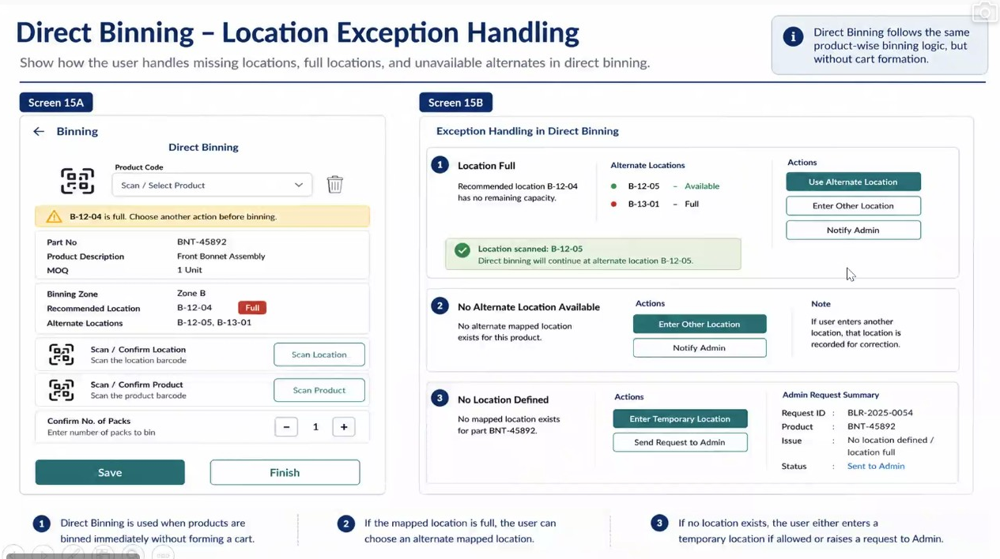 Direct Binning – Location Exception Handling
Show how the user handles missing locations, full locations, and unavailable alternates in direct binning.
i
Direct Binning follows the same
product-wise binning logic, but
without cart formation.
Screen 15A
← Binning
Direct Binning
Product Code
Scan / Select Product
B-12-04 is full. Choose another action before binning.
Part No BNT-45892
Product Description Front Bonnet Assembly
MOQ 1 Unit
Binning Zone Zone B
Recommended Location B-12-04 Full
Alternate Locations B-12-05, B-13-01
Scan / Confirm Location
Scan the location barcode
Scan Location
Scan / Confirm Product
Scan the product barcode
Scan Product
Confirm No. of Packs
Enter number of packs to bin
− 1 +
Save Finish
Screen 15B
Exception Handling in Direct Binning
1 Location Full
Recommended location B-12-04
has no remaining capacity.
Alternate Locations
B-12-05 – Available
B-13-01 – Full
Actions
Use Alternate Location
Enter Other Location
Notify Admin
Location scanned: B-12-05
Direct binning will continue at alternate location B-12-05.
2 No Alternate Location Available
No alternate mapped location
exists for this product.
Actions
Enter Other Location
Notify Admin
Note
If user enters another
location, that location is
recorded for correction.
3 No Location Defined
No mapped location exists
for part BNT-45892.
Actions
Enter Temporary Location
Send Request to Admin
Admin Request Summary
Request ID : BLR-2025-0054
Product : BNT-45892
Issue : No location defined /
location full
Status : Sent to Admin
1 Direct Binning is used when products are
binned immediately without forming a cart.
2 If the mapped location is full, the user can
choose an alternate mapped location.
3 If no location exists, the user either enters a
temporary location if allowed or raises a request to Admin.